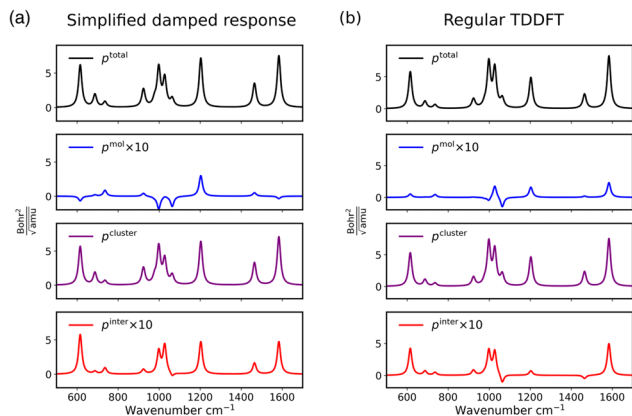 (a) Simplified damped response
(b) Regular TDDFT
p^total
5
0
p^total
5
0
p^mol×10
5
0
p^mol×10
5
0
Bohr²/√amu
Bohr²/√amu
p^cluster
5
0
p^cluster
5
0
p^inter×10
5
0
p^inter×10
5
0
600 800 1000 1200 1400 1600
600 800 1000 1200 1400 1600
Wavenumber cm⁻¹
Wavenumber cm⁻¹